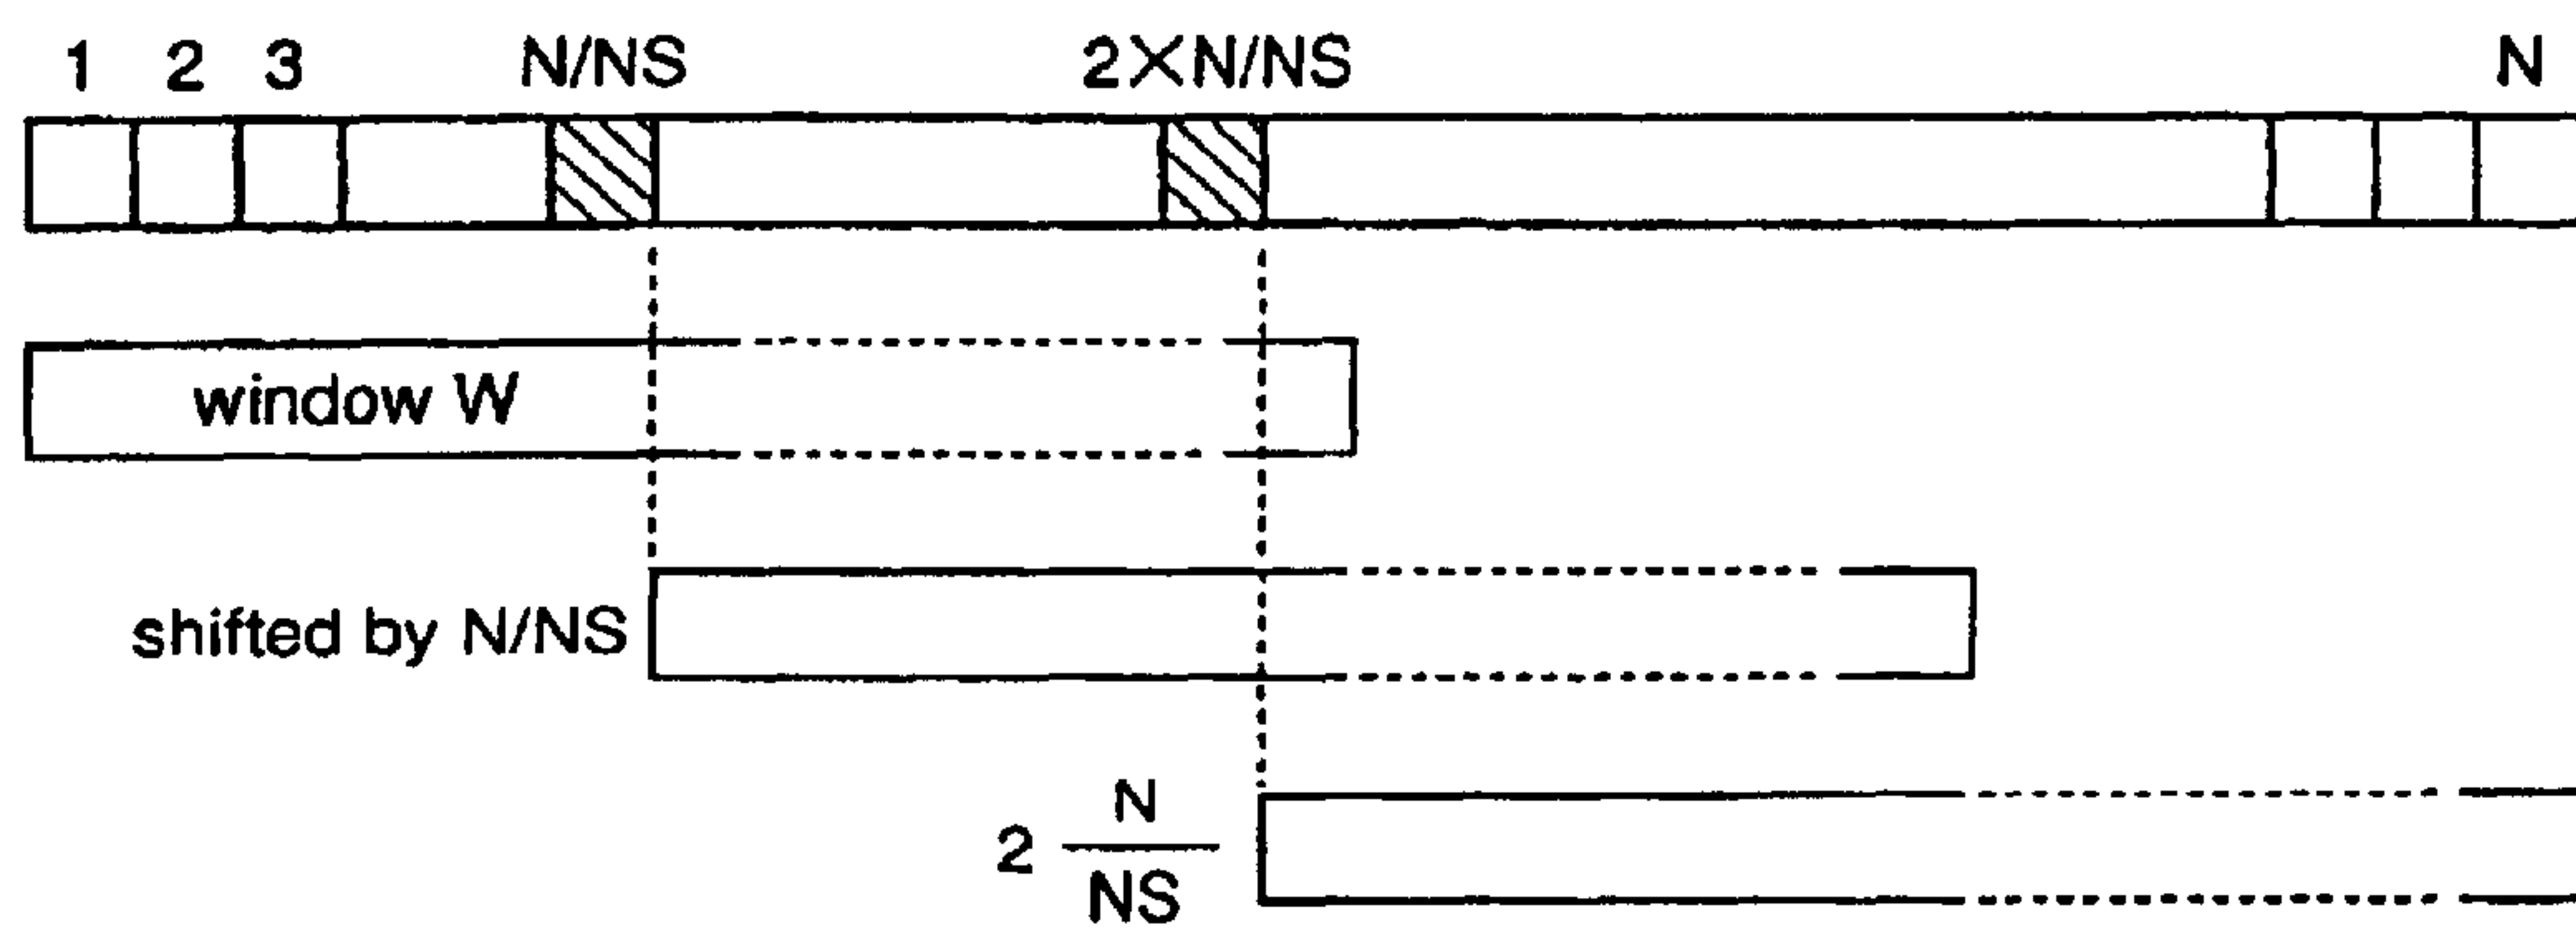 1 2 3 N/NS 2×N/NS N
window W
shifted by N/NS
2 N
NS